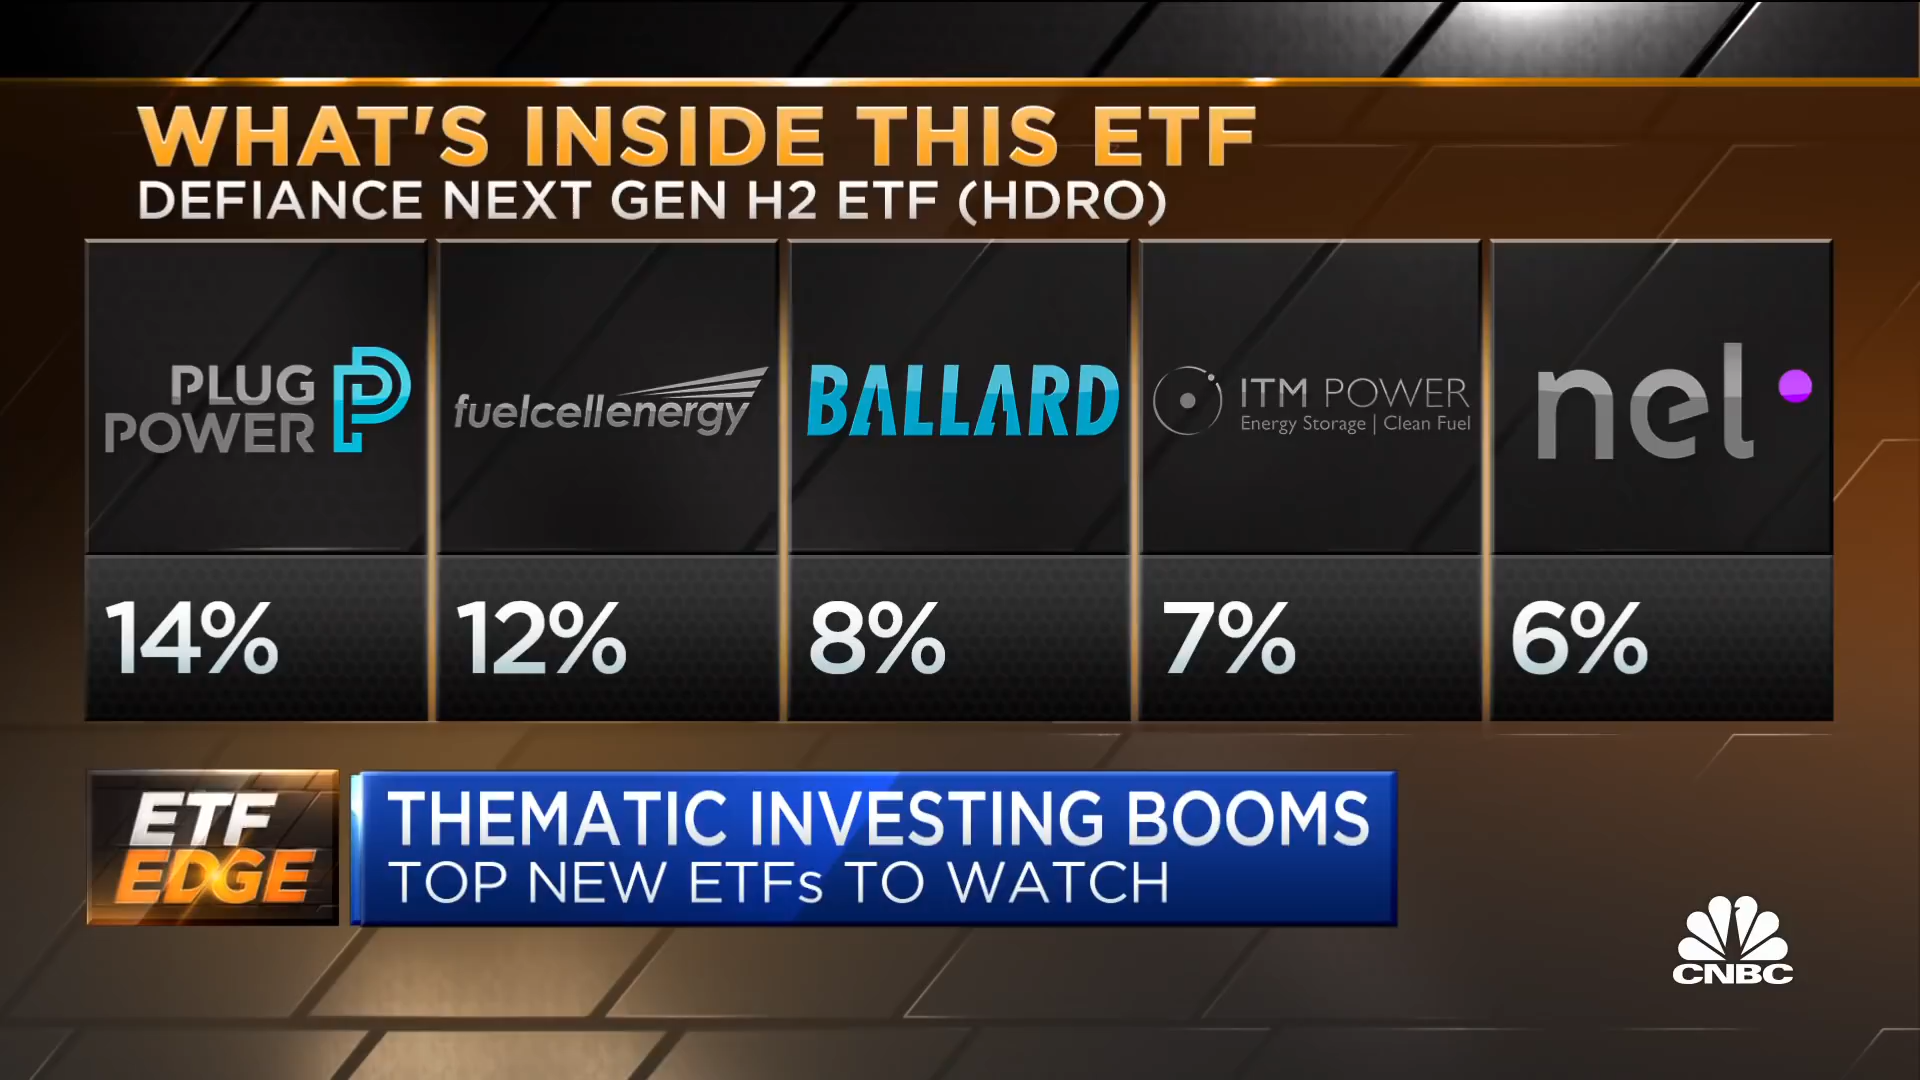 WHAT'S INSIDE THIS ETF
DEFIANCE NEXT GEN H2 ETF (HDRO)
PLUG
POWER
fuelcellenergy
BALLARD
ITM POWER
Energy Storage | Clean Fuel
nel
14%
12%
8%
7%
6%
ETF
EDGE
THEMATIC INVESTING BOOMS
TOP NEW ETFs TO WATCH
CNBC